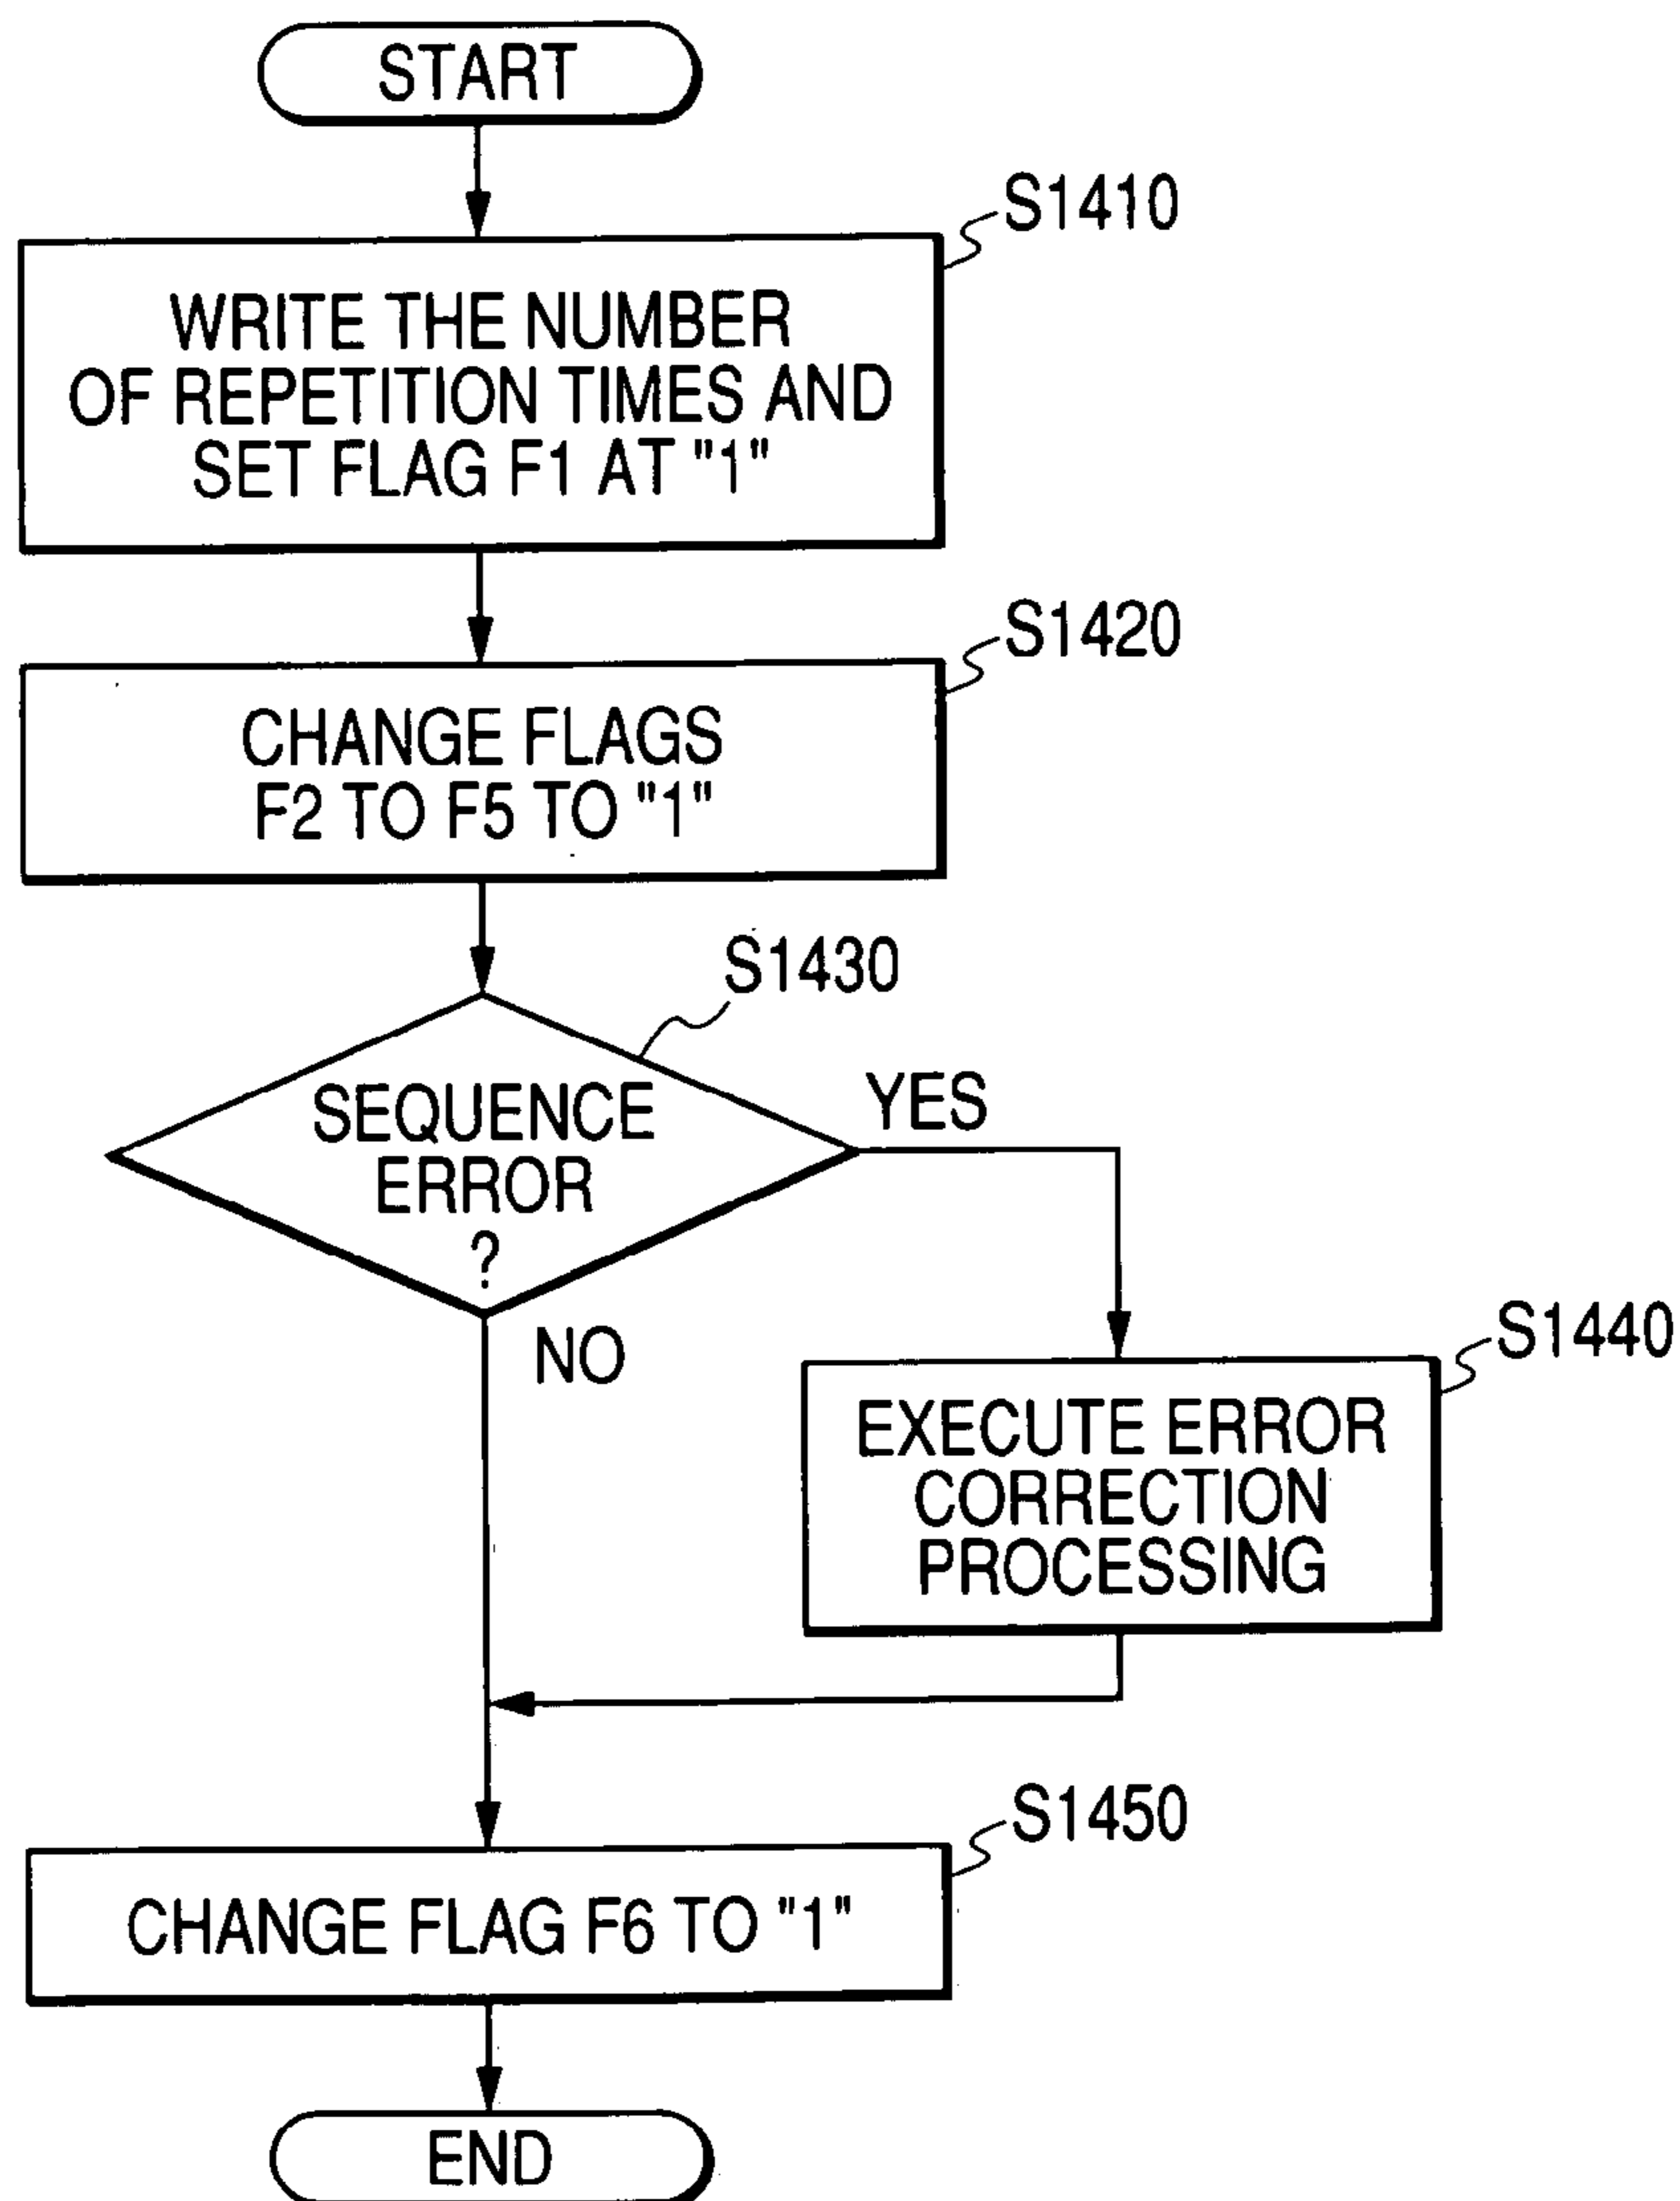 START
S1410
WRITE THE NUMBER
OF REPETITION TIMES AND
SET FLAG F1 AT "1"
S1420
CHANGE FLAGS
F2 TO F5 TO "1"
S1430
SEQUENCE
ERROR
?
YES
NO
S1440
EXECUTE ERROR
CORRECTION
PROCESSING
S1450
CHANGE FLAG F6 TO "1"
END